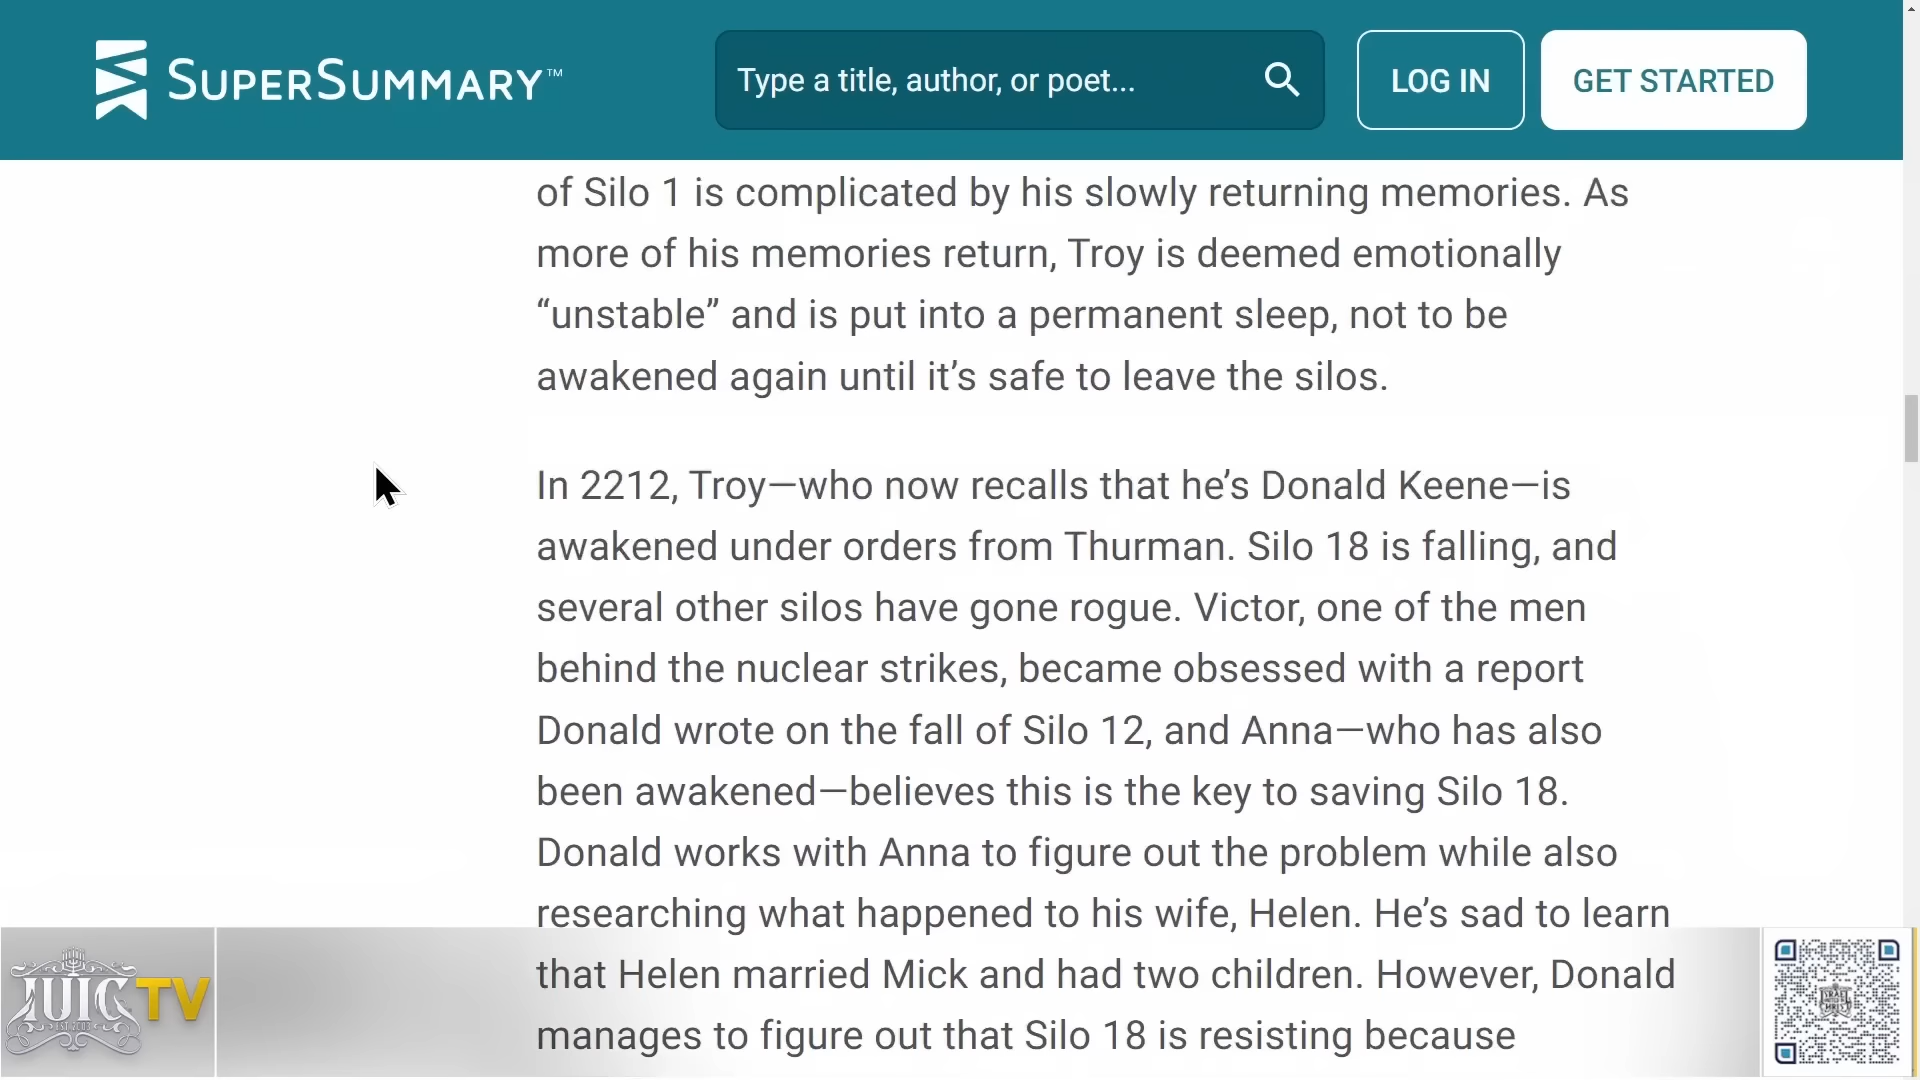 SUPERSUMMARY™
Type a title, author, or poet...
LOG IN
GET STARTED
of Silo 1 is complicated by his slowly returning memories. As
more of his memories return, Troy is deemed emotionally
“unstable” and is put into a permanent sleep, not to be
awakened again until it’s safe to leave the silos.
In 2212, Troy—who now recalls that he’s Donald Keene—is
awakened under orders from Thurman. Silo 18 is falling, and
several other silos have gone rogue. Victor, one of the men
behind the nuclear strikes, became obsessed with a report
Donald wrote on the fall of Silo 12, and Anna—who has also
been awakened—believes this is the key to saving Silo 18.
Donald works with Anna to figure out the problem while also
researching what happened to his wife, Helen. He’s sad to learn
that Helen married Mick and had two children. However, Donald
manages to figure out that Silo 18 is resisting because
IUIC TV
EST 2003